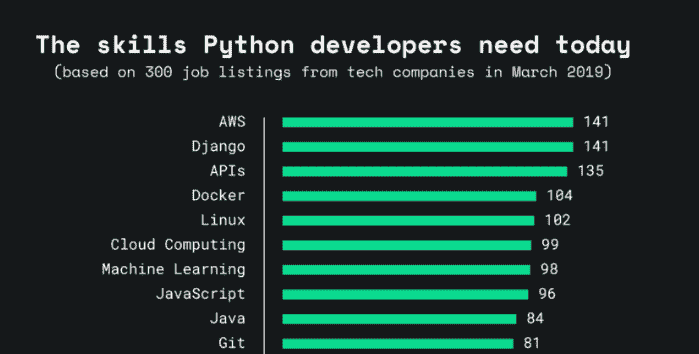 The skills Python developers need today
(based on 300 job listings from tech companies in March 2019)
AWS 141
Django 141
APIs 135
Docker 104
Linux 102
Cloud Computing 99
Machine Learning 98
JavaScript 96
Java 84
Git 81